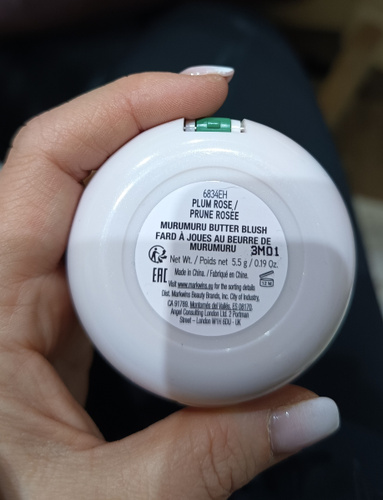 6834EH
PLUM ROSE /
PRUNE ROSÉE
MURUMURU BUTTER BLUSH
FARD À JOUES AU BEURRE DE
MURUMURU 3M01
Net Wt. / Poids net 5.5 g / 0.19 Oz.
EAC Made in China. / Fabriqué en Chine.
Visit www.markwins.eu for the sorting details
Dist. Markwins Beauty Brands, Inc. City of Industry,
CA 91789. Montamés del Vallés, ES 08170.
Angel Consulting London Ltd. 2 Portman
Street – London W1H 6DU - UK